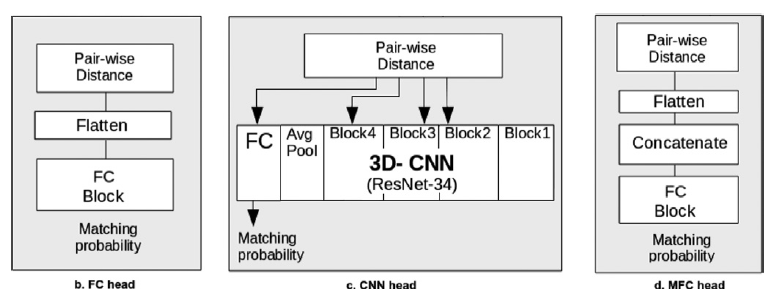 Pair-wise
Distance
Flatten
FC
Block
Matching
probability
b. FC head
Pair-wise
Distance
FC
Avg
Pool
Block4
Block3
Block2
Block1
3D- CNN
(ResNet-34)
Matching
probability
c. CNN head
Pair-wise
Distance
Flatten
Concatenate
FC
Block
Matching
probability
d. MFC head